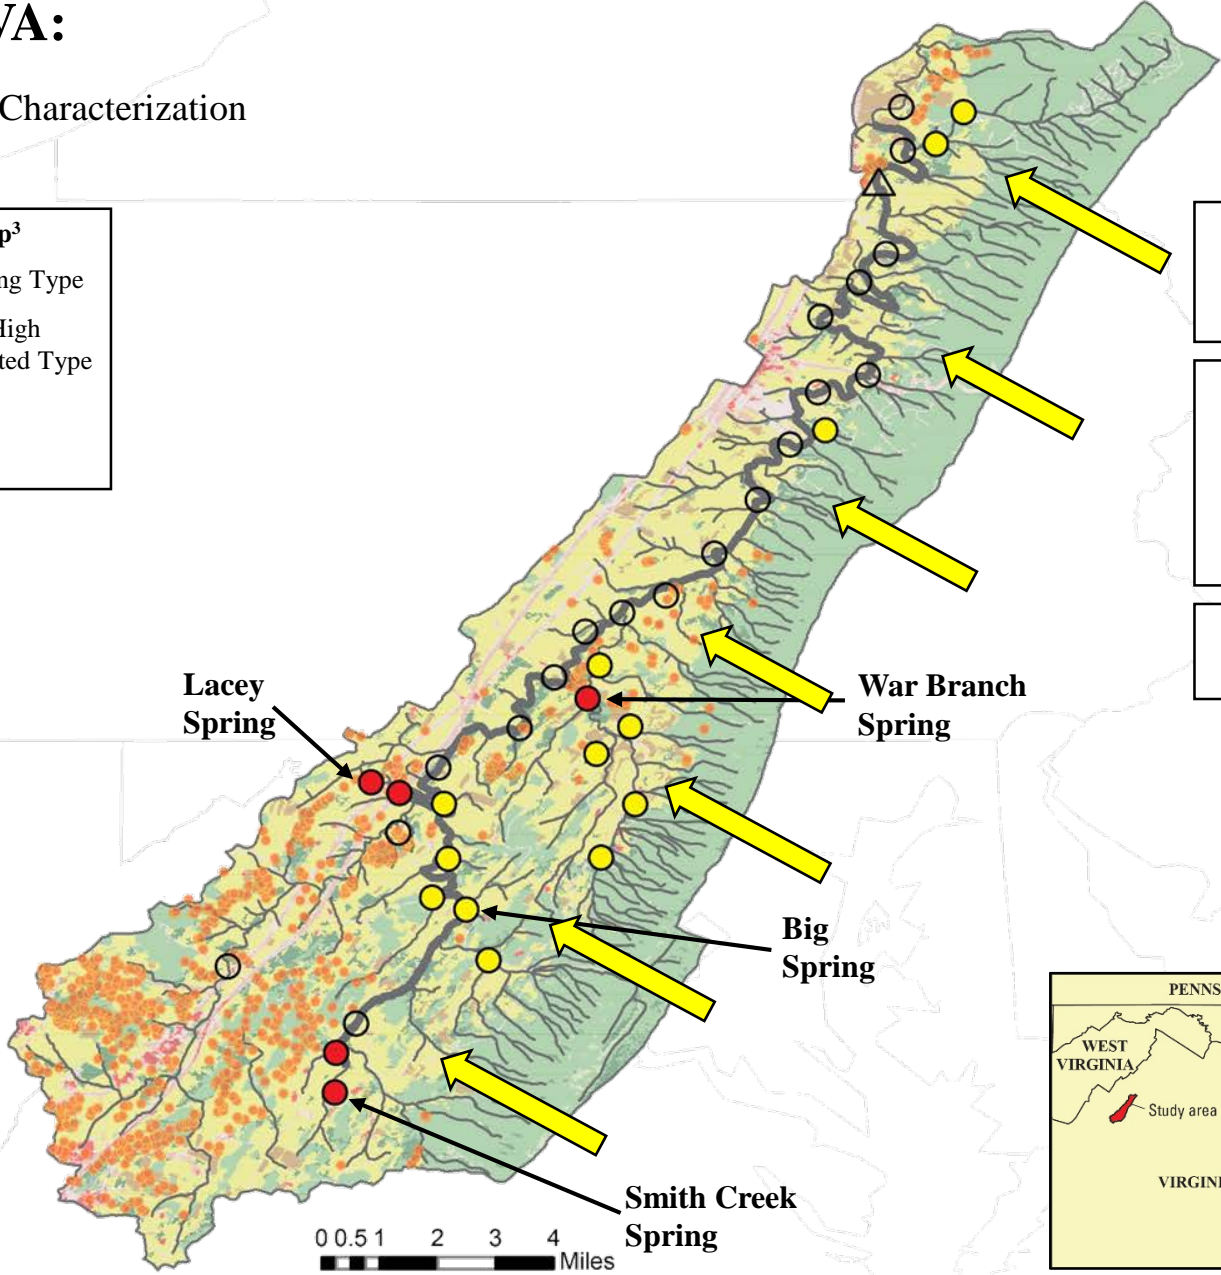 VA:
Characterization
p³
ng Type
High
ted Type
Lacey
Spring
War Branch
Spring
Big
Spring
Smith Creek
Spring
0 0.5 1 2 3 4
Miles
PENNS
WEST
VIRGINIA
Study area
VIRGINI